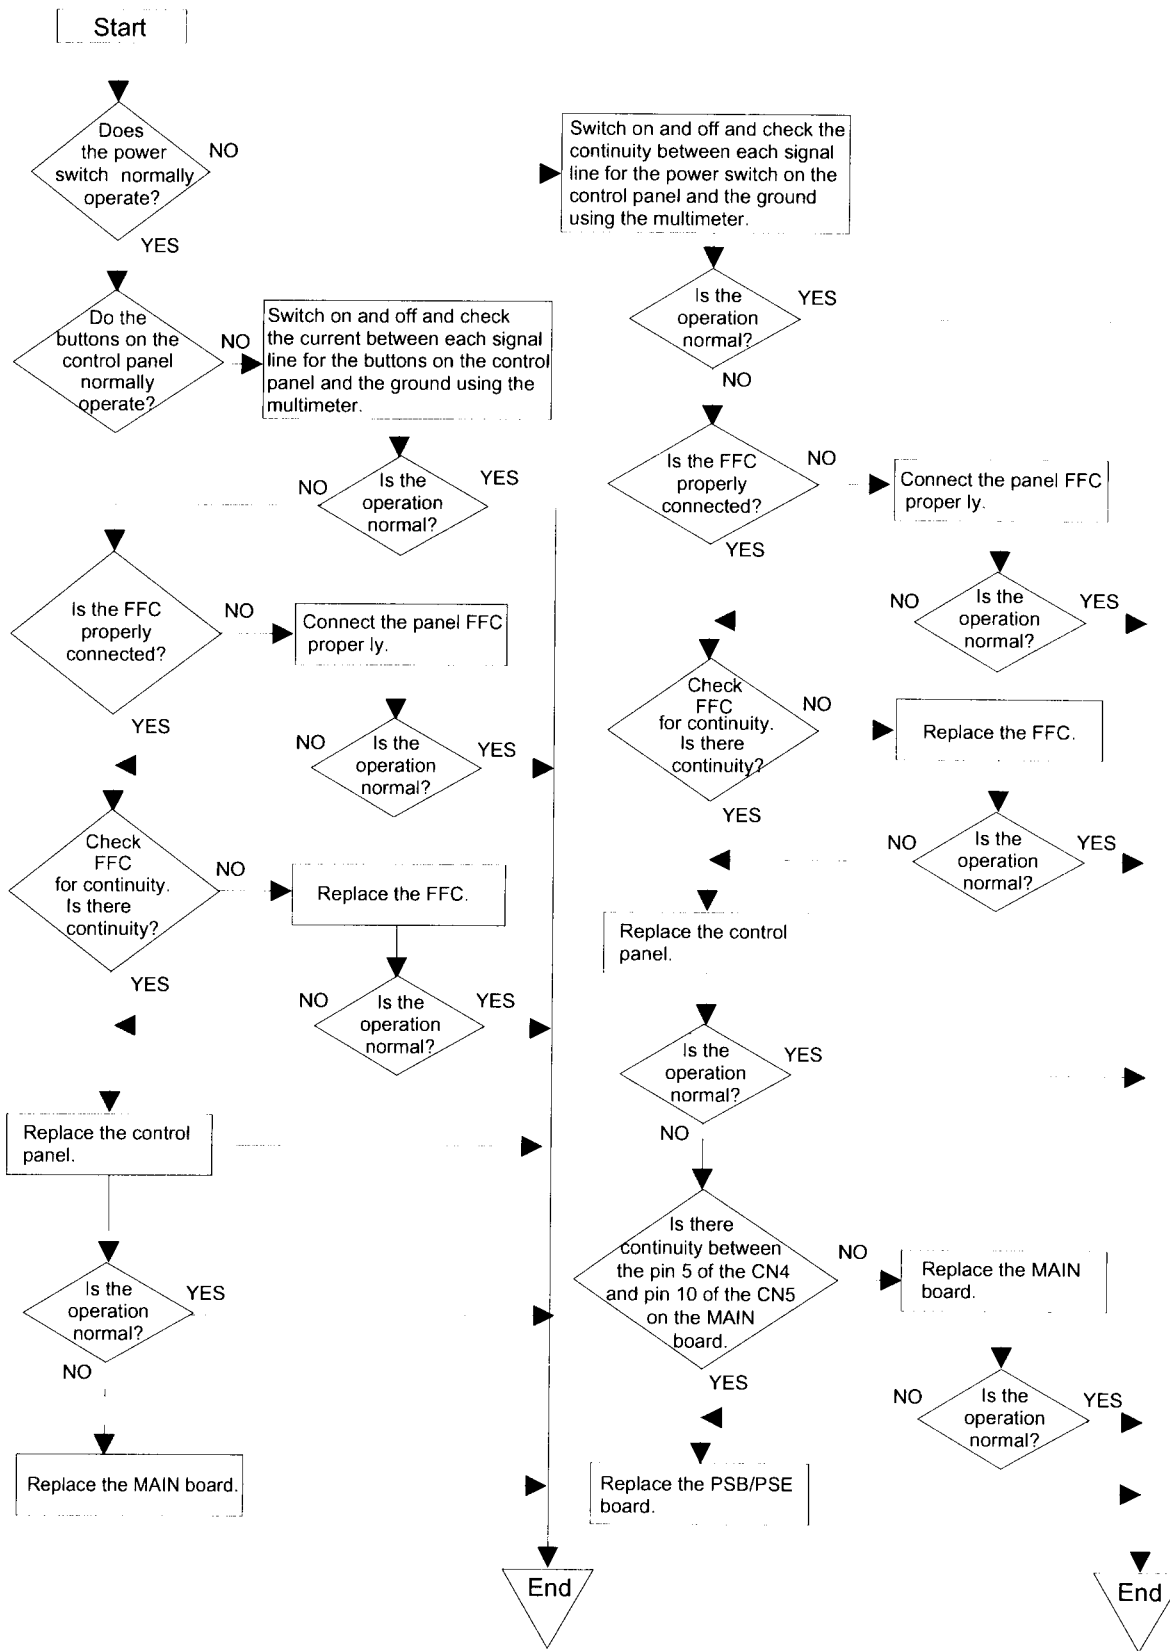 Start
Does
the power
switch normally
operate?
NO
YES
Do the
buttons on the
control panel
normally
operate?
NO
Switch on and off and check
the current between each signal
line for the buttons on the control
panel and the ground using the
multimeter.
Is the
operation
normal?
NO
YES
Is the FFC
properly
connected?
NO
YES
Connect the panel FFC
proper ly.
Is the
operation
normal?
NO
YES
Check
FFC
for continuity.
Is there
continuity?
NO
YES
Replace the FFC.
Is the
operation
normal?
NO
YES
Replace the control
panel.
Is the
operation
normal?
YES
NO
Replace the MAIN board.
End
Switch on and off and check the
continuity between each signal
line for the power switch on the
control panel and the ground
using the multimeter.
Is the
operation
normal?
YES
NO
Is the FFC
properly
connected?
NO
YES
Connect the panel FFC
proper ly.
Is the
operation
normal?
NO
YES
Check
FFC
for continuity.
Is there
continuity?
NO
YES
Replace the FFC.
Is the
operation
normal?
NO
YES
Replace the control
panel.
Is the
operation
normal?
YES
NO
Is there
continuity between
the pin 5 of the CN4
and pin 10 of the CN5
on the MAIN
board.
NO
YES
Replace the MAIN
board.
Is the
operation
normal?
NO
YES
Replace the PSB/PSE
board.
End